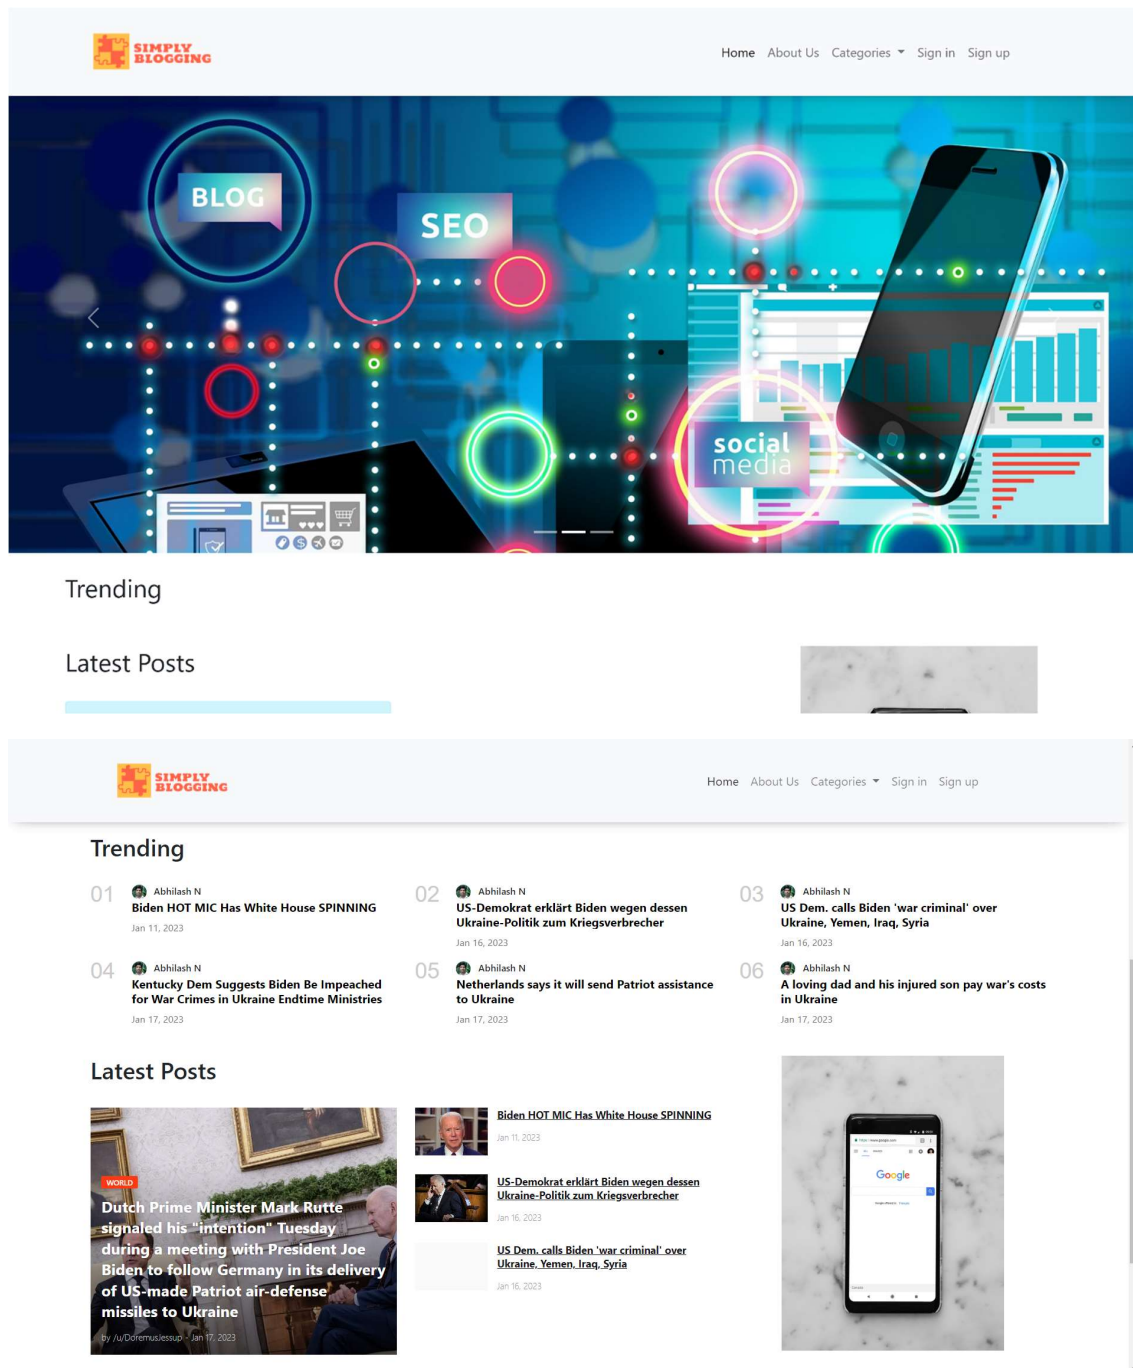 SIMPLY
BLOGGING
Home About Us Categories Sign in Sign up
BLOG
SEO
social
media
Trending
Latest Posts
SIMPLY
BLOGGING
Home About Us Categories Sign in Sign up
Trending
01 Abhilash N
Biden HOT MIC Has White House SPINNING
Jan 11, 2023
02 Abhilash N
US-Demokrat erklärt Biden wegen dessen
Ukraine-Politik zum Kriegsverbrecher
Jan 16, 2023
03 Abhilash N
US Dem. calls Biden 'war criminal' over
Ukraine, Yemen, Iraq, Syria
Jan 16, 2023
04 Abhilash N
Kentucky Dem Suggests Biden Be Impeached
for War Crimes in Ukraine Endtime Ministries
Jan 17, 2023
05 Abhilash N
Netherlands says it will send Patriot assistance
to Ukraine
Jan 17, 2023
06 Abhilash N
A loving dad and his injured son pay war's costs
in Ukraine
Jan 17, 2023
Latest Posts
WORLD
Dutch Prime Minister Mark Rutte
signaled his "intention" Tuesday
during a meeting with President Joe
Biden to follow Germany in its delivery
of US-made Patriot air-defense
missiles to Ukraine
by /u/DoremusJessup - Jan 17, 2023
Biden HOT MIC Has White House SPINNING
Jan 11, 2023
US-Demokrat erklärt Biden wegen dessen
Ukraine-Politik zum Kriegsverbrecher
Jan 16, 2023
US Dem. calls Biden 'war criminal' over
Ukraine, Yemen, Iraq, Syria
Jan 16, 2023
Google